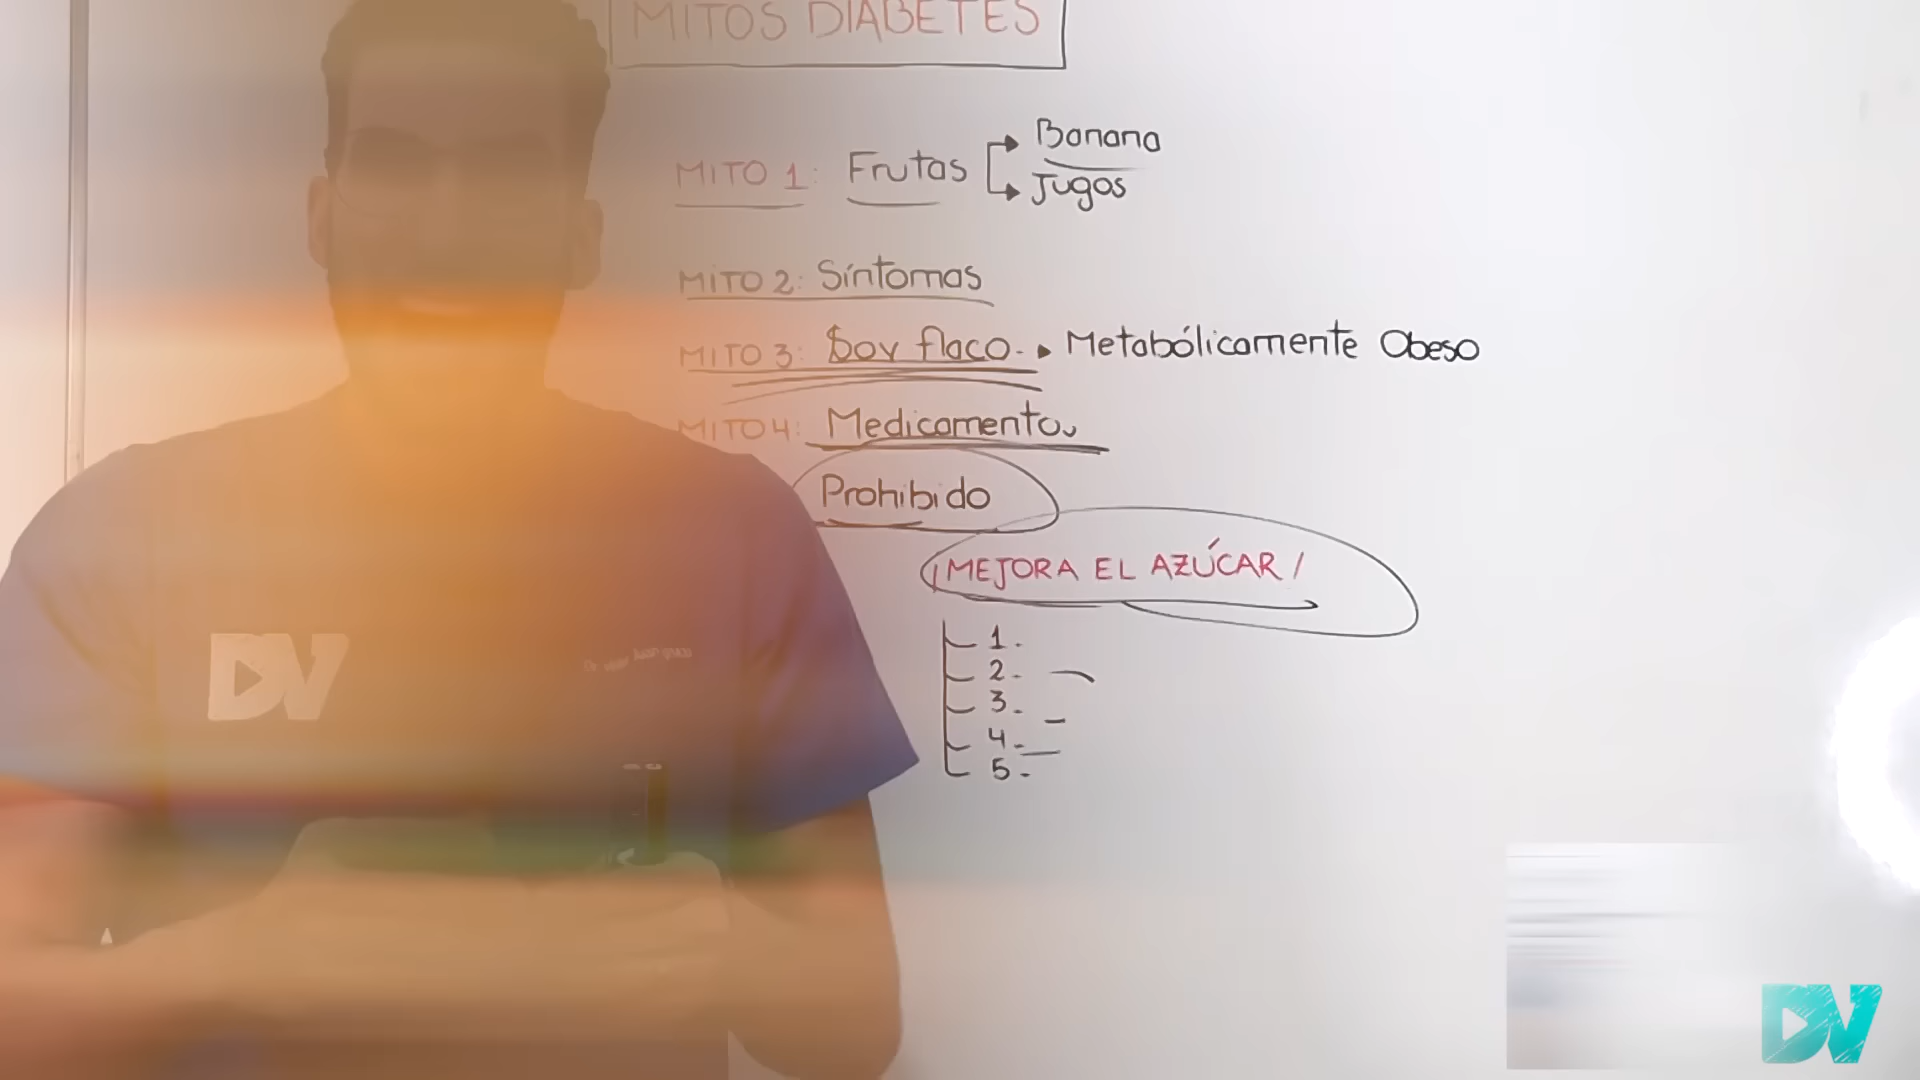 MITOS DIABETES
MITO 1: Frutas
Banana
Jugos
MITO 2: Síntomas
MITO 3: Soy flaco. Metabólicamente Obeso
MITO 4: Medicamentos
Prohibido
¡MEJORA EL AZÚCAR!
1.
2.
3.
4.
5.
DV
DV